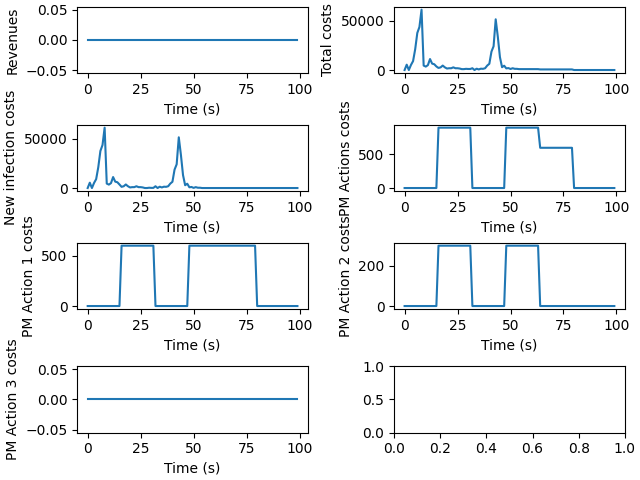 Revenues
0.05
0.00
−0.05
0 25 50 75 100
Time (s)
Total costs
50000
0
0 25 50 75 100
Time (s)
New infection costs
50000
0
0 25 50 75 100
Time (s)
PM Actions costs
500
0
0 25 50 75 100
Time (s)
PM Action 1 costs
500
0
0 25 50 75 100
Time (s)
PM Action 2 costs
200
0
0 25 50 75 100
Time (s)
PM Action 3 costs
0.05
0.00
−0.05
0 25 50 75 100
Time (s)
1.0
0.5
0.0
0.0 0.2 0.4 0.6 0.8 1.0